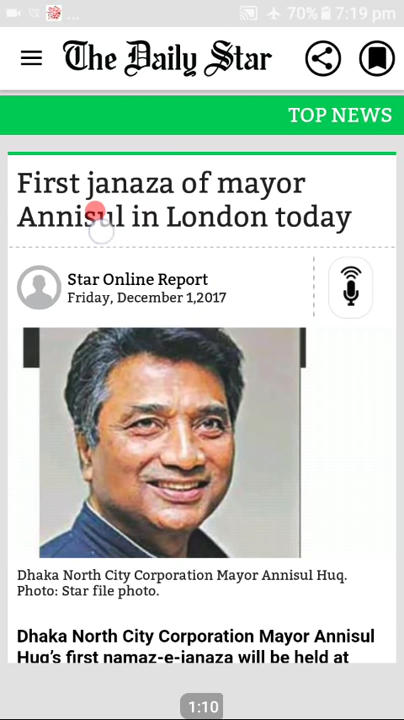 ... 70% 7:19 pm
The Daily Star
TOP NEWS
First janaza of mayor
Annisul in London today
Star Online Report
Friday, December 1,2017
Dhaka North City Corporation Mayor Annisul Huq.
Photo: Star file photo.
Dhaka North City Corporation Mayor Annisul
Huq's first namaz-e-janaza will be held at
1:10